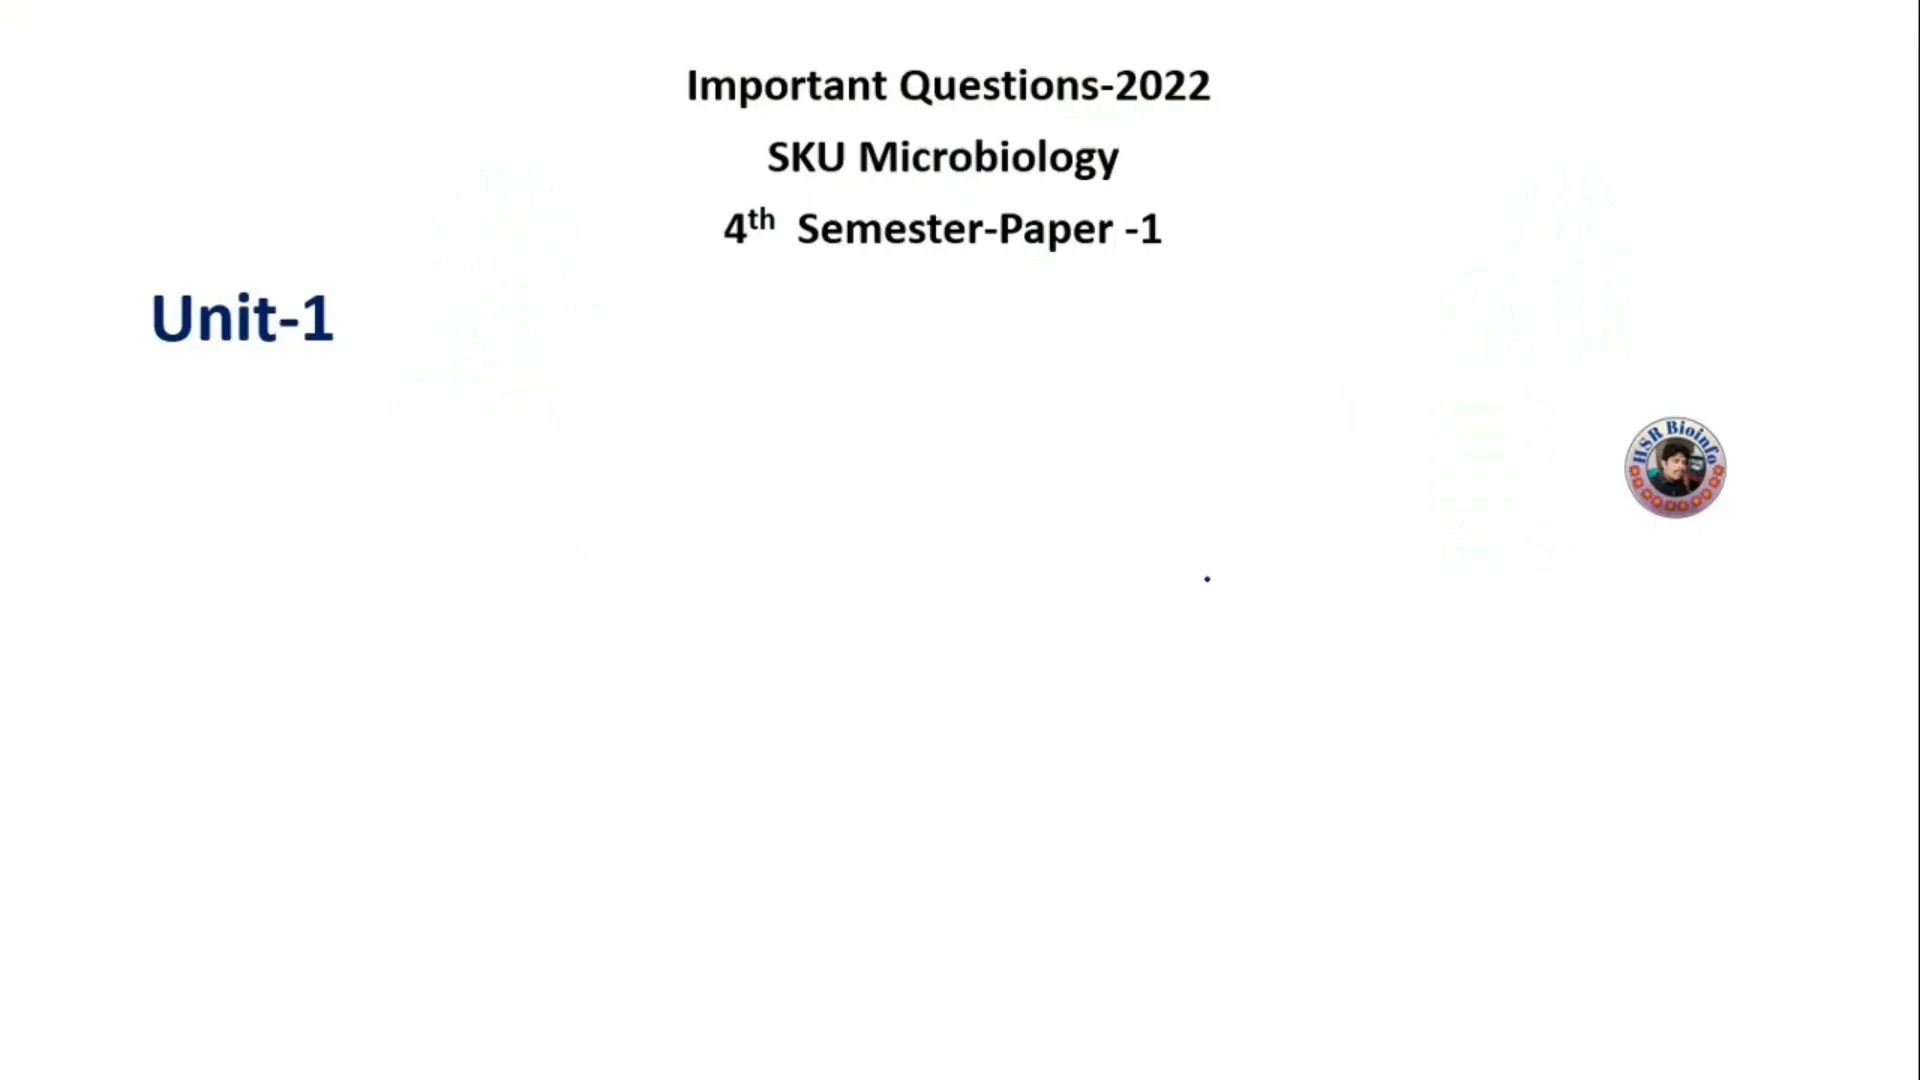 Important Questions-2022
SKU Microbiology
4th Semester-Paper -1
Unit-1
HSR Bioinfo